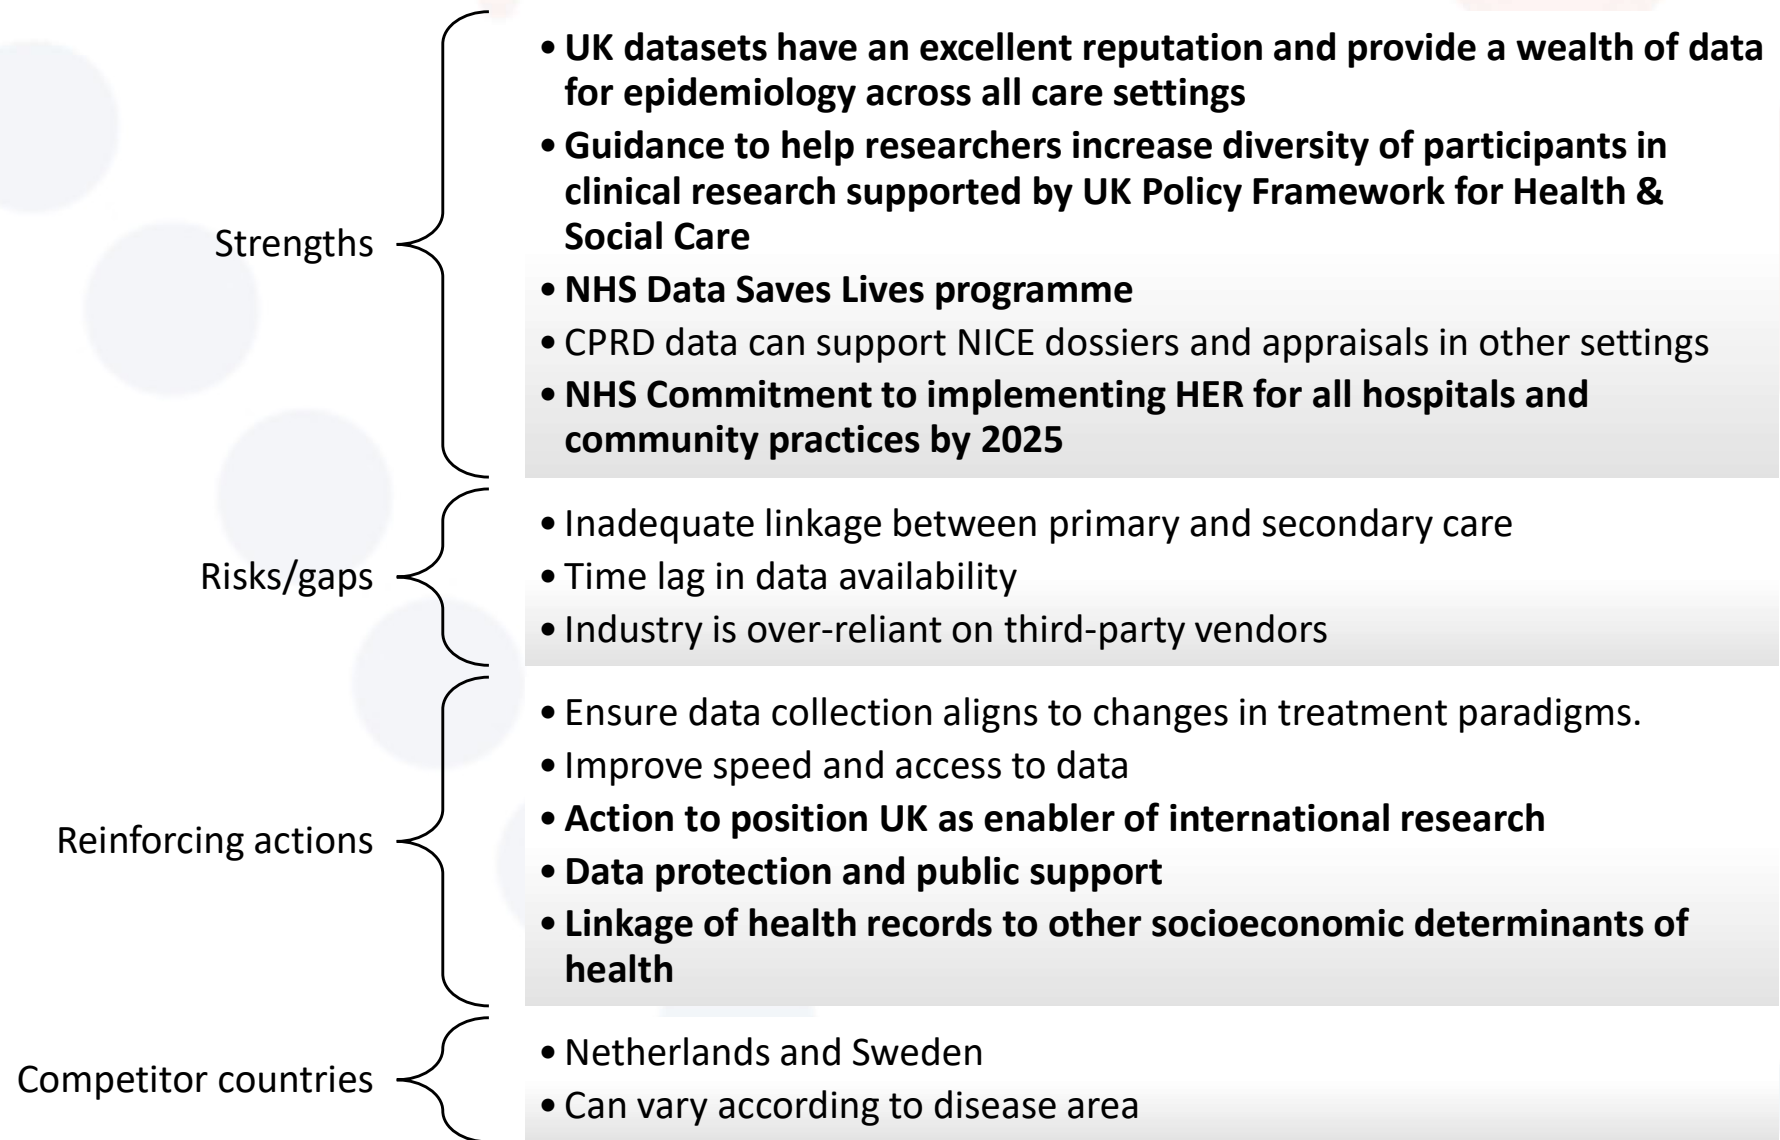 Strengths
• UK datasets have an excellent reputation and provide a wealth of data
for epidemiology across all care settings
• Guidance to help researchers increase diversity of participants in
clinical research supported by UK Policy Framework for Health &
Social Care
• NHS Data Saves Lives programme
• CPRD data can support NICE dossiers and appraisals in other settings
• NHS Commitment to implementing HER for all hospitals and
community practices by 2025
Risks/gaps
• Inadequate linkage between primary and secondary care
• Time lag in data availability
• Industry is over-reliant on third-party vendors
Reinforcing actions
• Ensure data collection aligns to changes in treatment paradigms.
• Improve speed and access to data
• Action to position UK as enabler of international research
• Data protection and public support
• Linkage of health records to other socioeconomic determinants of
health
Competitor countries
• Netherlands and Sweden
• Can vary according to disease area